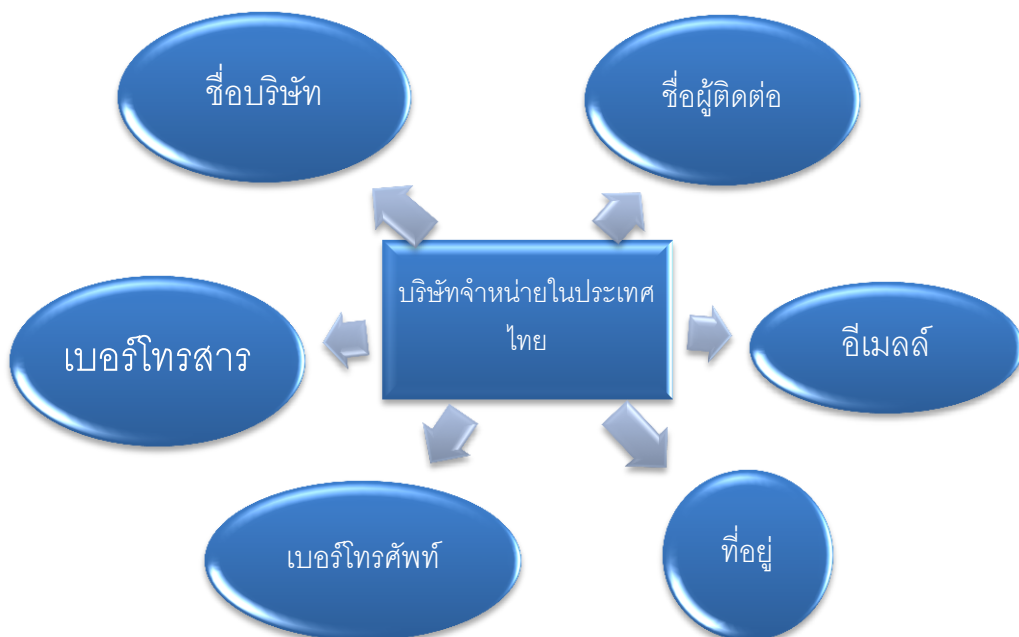 ชื่อบริษัท
ชื่อผู้ติดต่อ
บริษัทจำหน่ายในประเทศ
ไทย
เบอร์โทรสาร
อีเมลล์
เบอร์โทรศัพท์
ที่อยู่